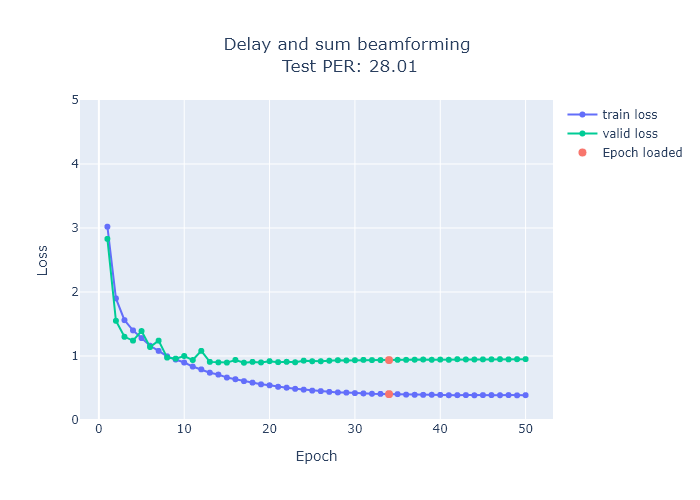 Delay and sum beamforming
Test PER: 28.01
5
4
3
2
1
0
Loss
0 10 20 30 40 50
Epoch
train loss
valid loss
Epoch loaded